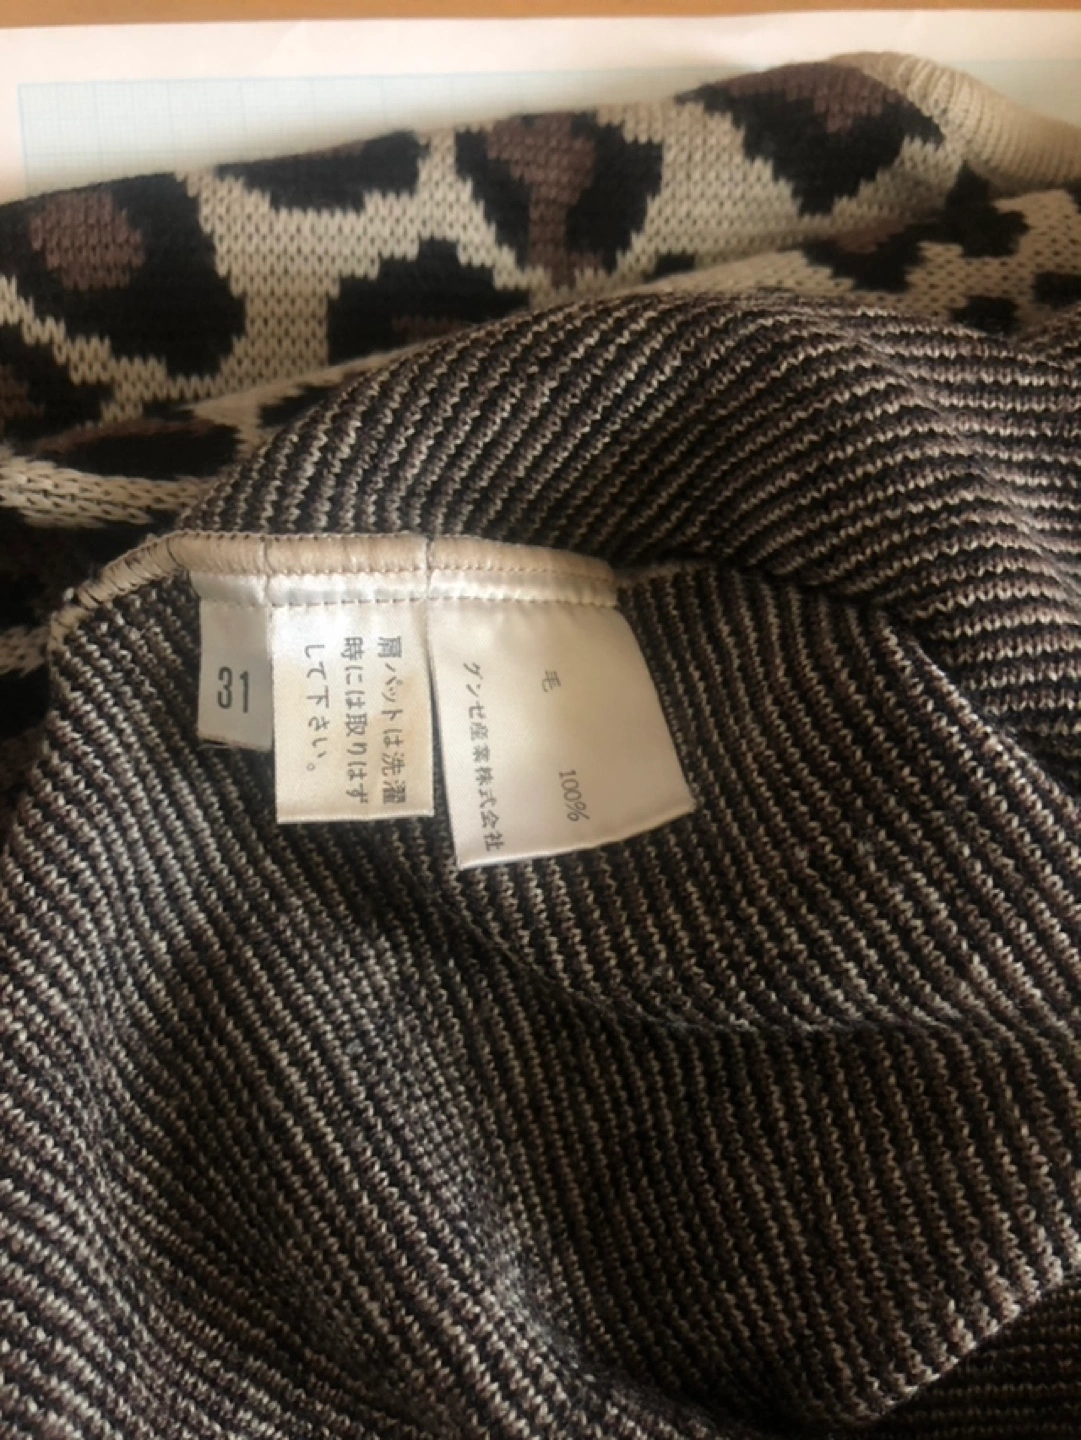 31
肩パットは洗濯
時には取りはず
して下さい。
毛 100%
グンゼ産業株式会社